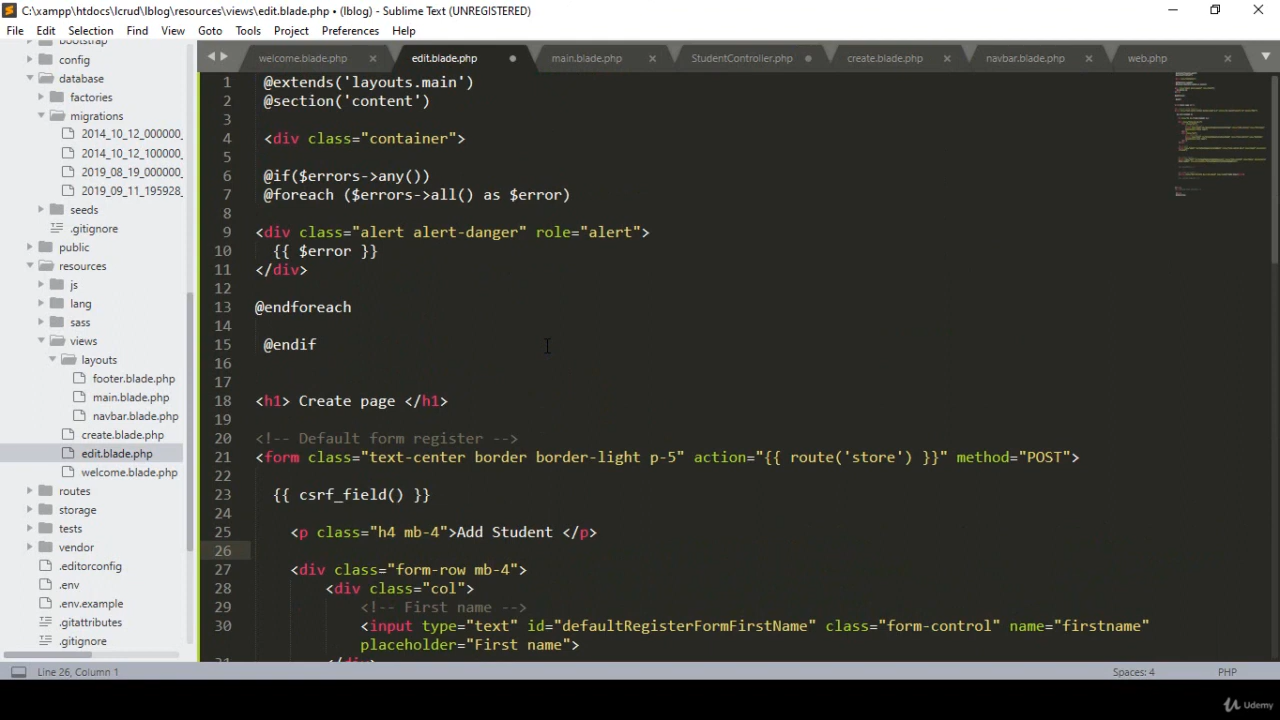 C:\xampp\htdocs\lcrud\lblog\resources\views\edit.blade.php • (lblog) - Sublime Text (UNREGISTERED)
File Edit Selection Find View Goto Tools Project Preferences Help
welcome.blade.php edit.blade.php main.blade.php StudentController.php create.blade.php navbar.blade.php web.php
bootstrap
config
database
factories
migrations
2014_10_12_000000_
2014_10_12_100000_
2019_08_19_000000_
2019_09_11_195928_
seeds
.gitignore
public
resources
js
lang
sass
views
layouts
footer.blade.php
main.blade.php
navbar.blade.php
create.blade.php
edit.blade.php
welcome.blade.php
routes
storage
tests
vendor
.editorconfig
.env
.env.example
.gitattributes
.gitignore
1 @extends('layouts.main')
2 @section('content')
3
4 <div class="container">
5
6 @if($errors->any())
7 @foreach ($errors->all() as $error)
8
9 <div class="alert alert-danger" role="alert">
10 {{ $error }}
11 </div>
12
13 @endforeach
14
15 @endif
16
17
18 <h1> Create page </h1>
19
20 <!-- Default form register -->
21 <form class="text-center border border-light p-5" action="{{ route('store') }}" method="POST">
22
23 {{ csrf_field() }}
24
25 <p class="h4 mb-4">Add Student </p>
26
27 <div class="form-row mb-4">
28 <div class="col">
29 <!-- First name -->
30 <input type="text" id="defaultRegisterFormFirstName" class="form-control" name="firstname"
placeholder="First name">
31 </div>
Line 26, Column 1 Spaces: 4 PHP
Udemy